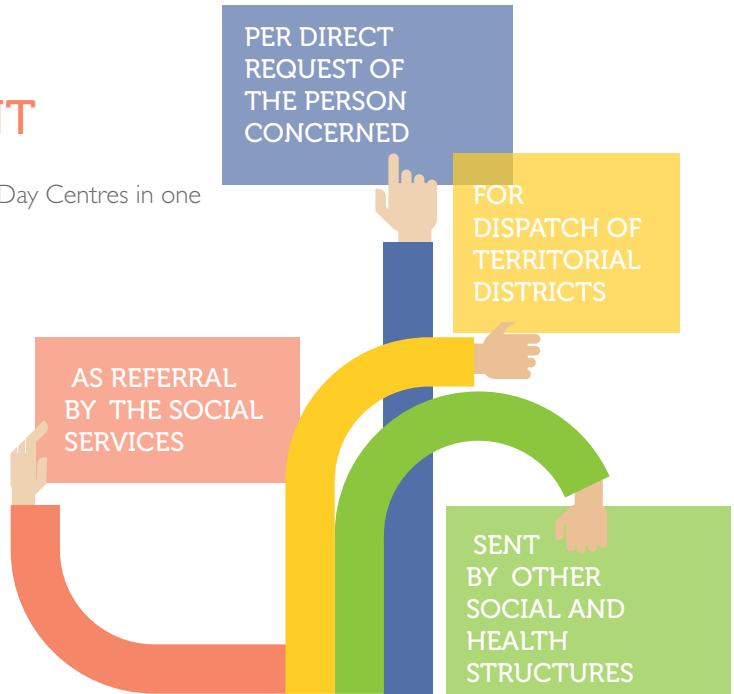 PER DIRECT
REQUEST OF
THE PERSON
CONCERNED
Day Centres in one
FOR
DISPATCH OF
TERRITORIAL
DISTRICTS
AS REFERRAL
BY THE SOCIAL
SERVICES
SENT
BY OTHER
SOCIAL AND
HEALTH
STRUCTURES